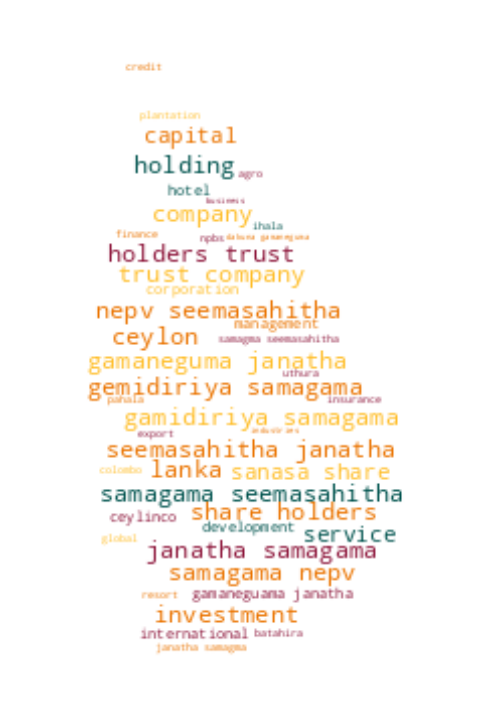 credit
plantation
capital
holding agro
hotel
business
company
ihala
finance npbs dakuna gamaneguma
holders trust
trust company
corporation
nepv seemasahitha
management
ceylon samagma seemasahitha
gamaneguma janatha
uthura
gemidiriya samagama
pahala insurance
gamidiriya samagama
industries
export
seemasahitha janatha
colombo lanka sanasa share
samagama seemasahitha
ceylinco share holders
development service
global
janatha samagama
samagama nepv
resort gamaneguama janatha
investment
international batahira
janatha samagma